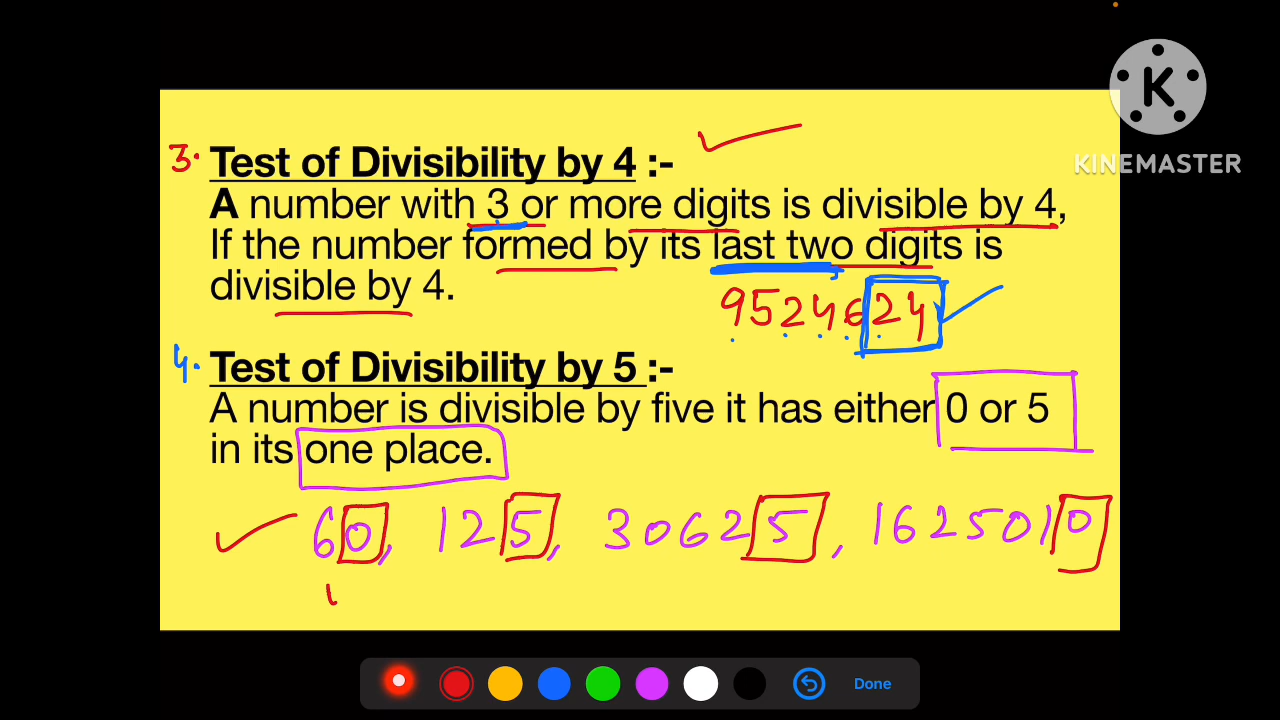 KINEMASTER
3. Test of Divisibility by 4 :-
A number with 3 or more digits is divisible by 4,
If the number formed by its last two digits is
divisible by 4.
9524624
4. Test of Divisibility by 5 :-
A number is divisible by five it has either 0 or 5
in its one place.
60, 125, 30625, 1625010
Done